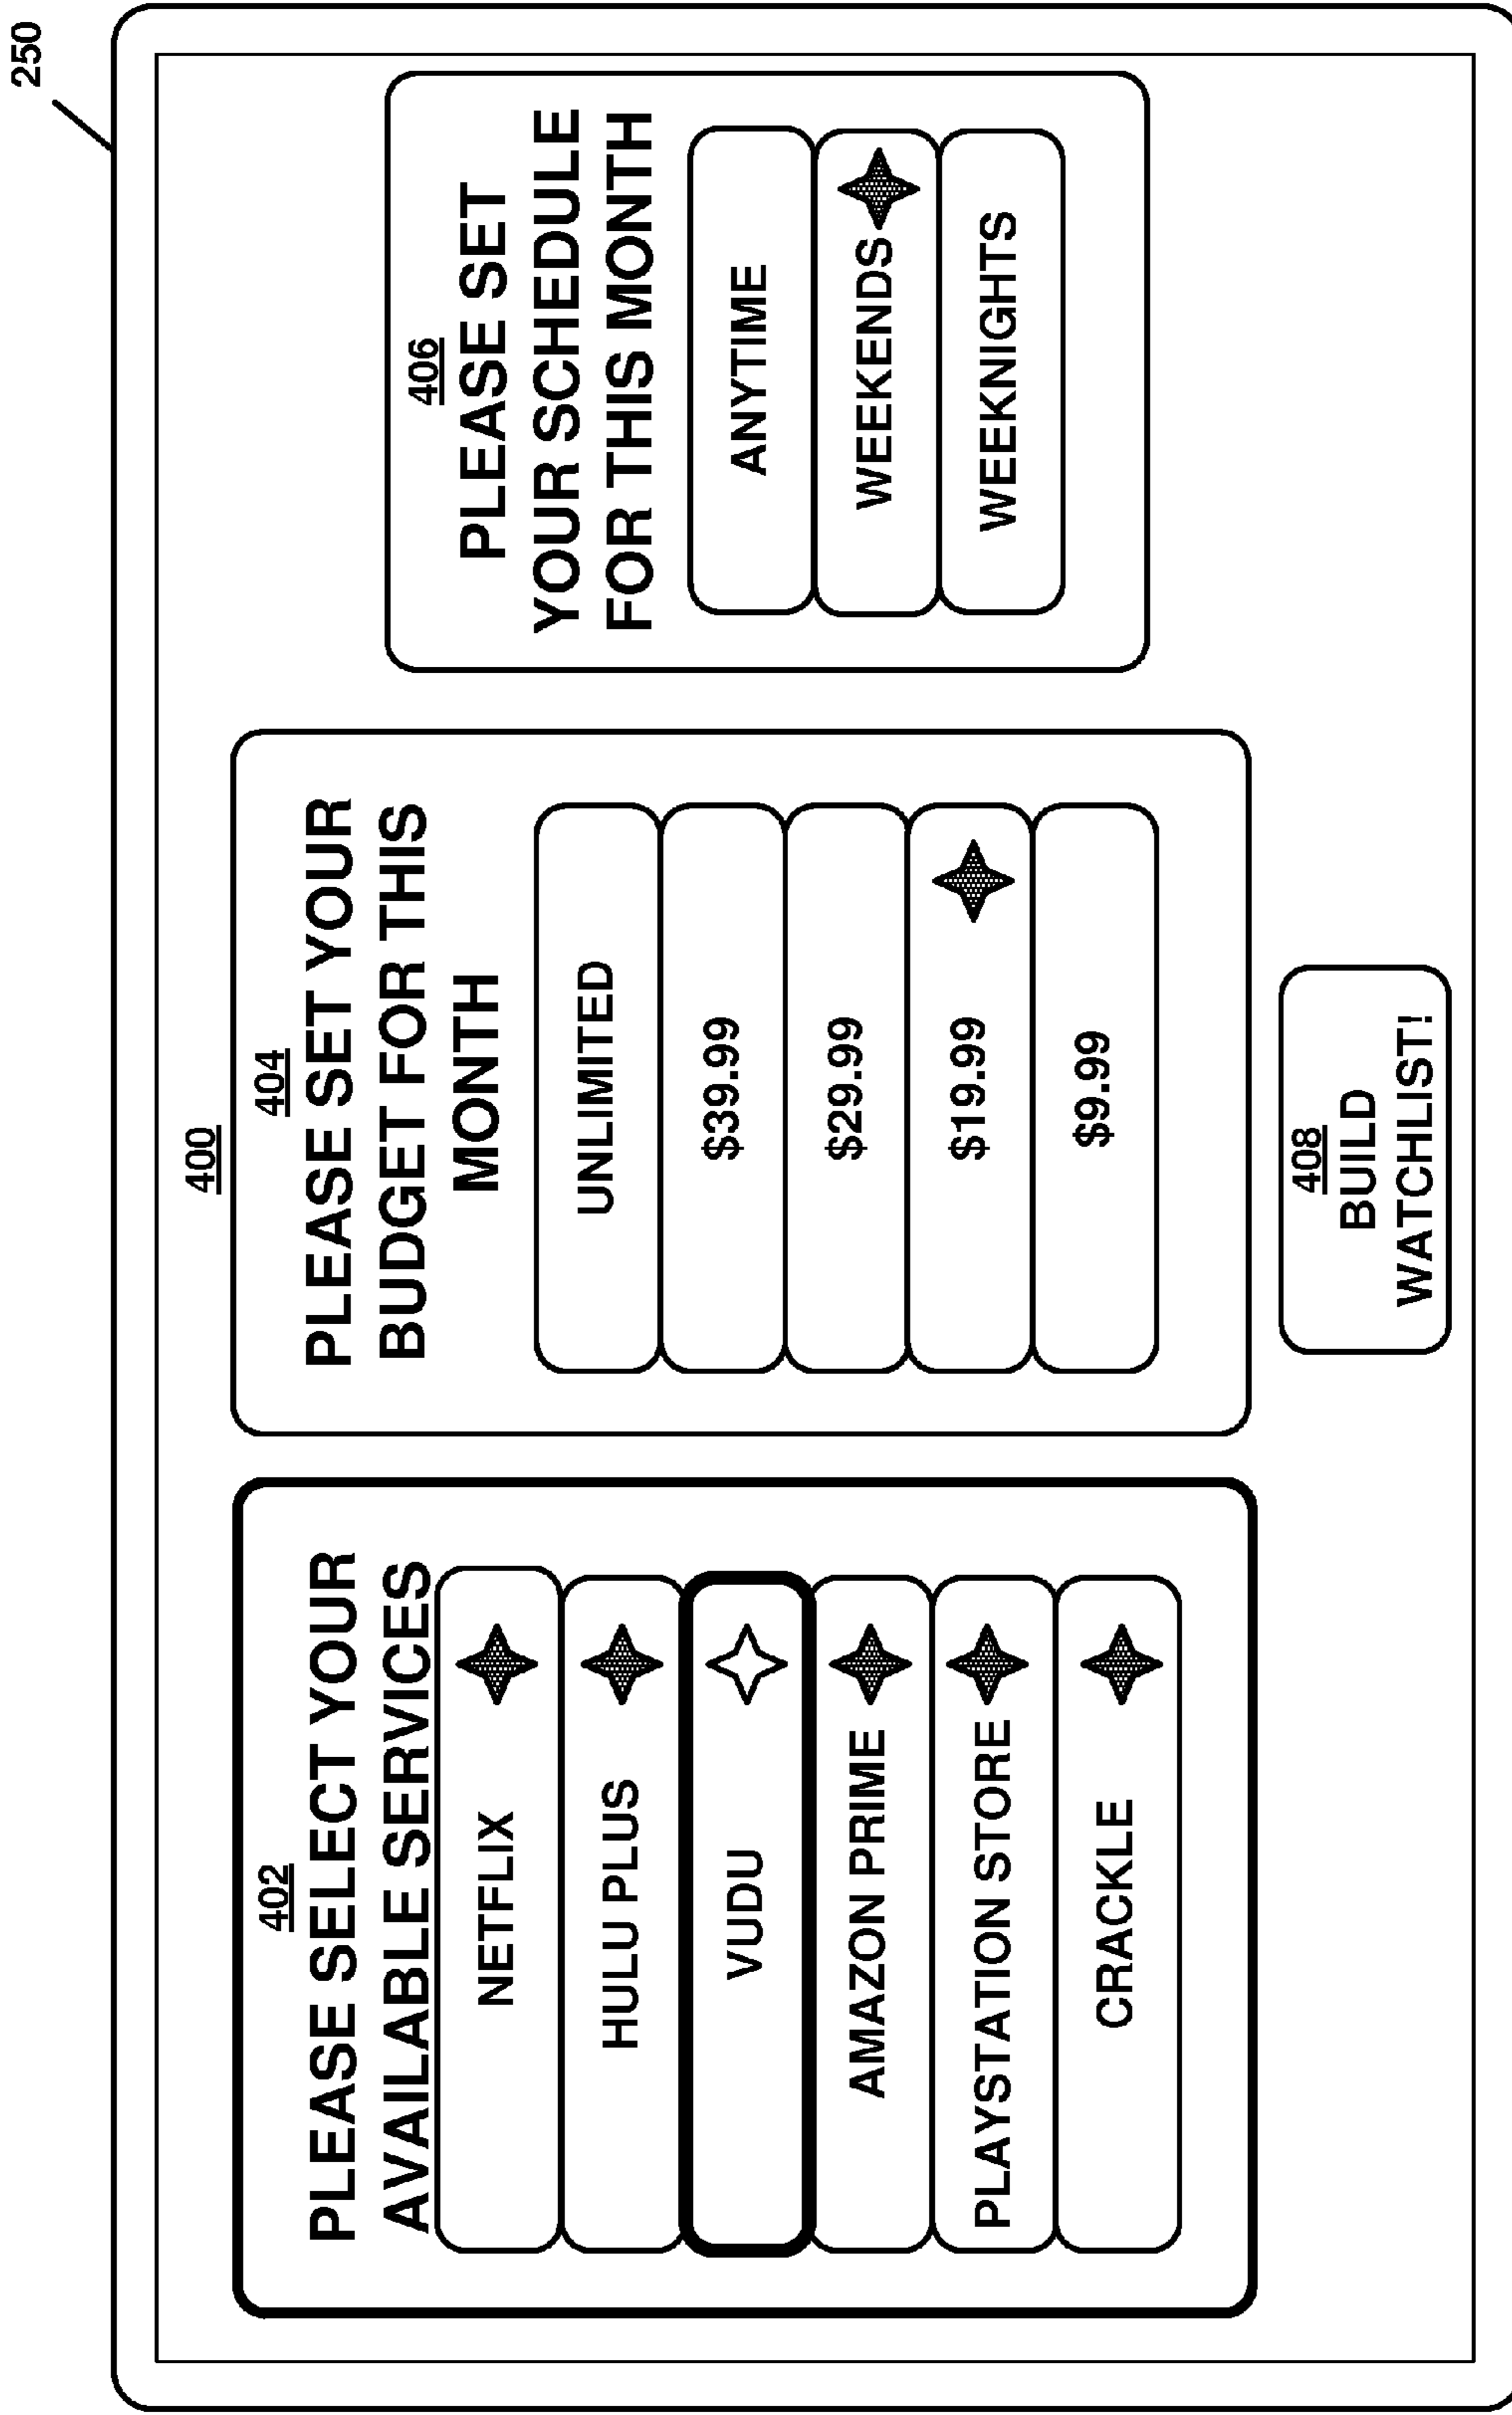 250
400
402
PLEASE SELECT YOUR
AVAILABLE SERVICES
NETFLIX
HULU PLUS
VUDU
AMAZON PRIME
PLAYSTATION STORE
CRACKLE
404
PLEASE SET YOUR
BUDGET FOR THIS
MONTH
UNLIMITED
$39.99
$29.99
$19.99
$9.99
406
PLEASE SET
YOUR SCHEDULE
FOR THIS MONTH
ANYTIME
WEEKENDS
WEEKNIGHTS
408
BUILD
WATCHLIST!